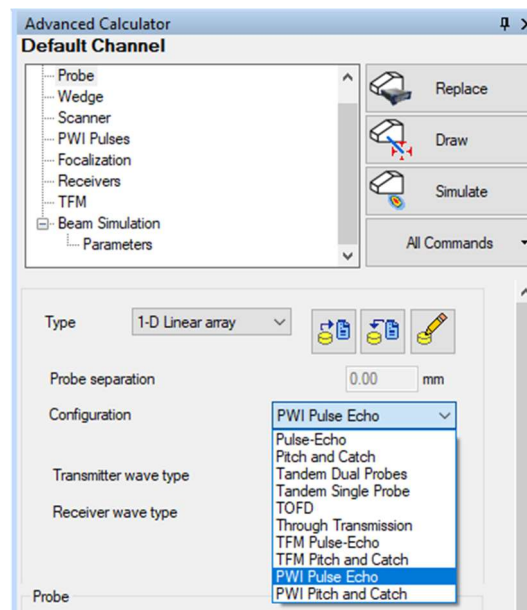 Advanced Calculator
Default Channel
Probe
Wedge
Scanner
PWI Pulses
Focalization
Receivers
TFM
Beam Simulation
Parameters
Replace
Draw
Simulate
All Commands
Type
1-D Linear array
Probe separation
0.00 mm
Configuration
PWI Pulse Echo
Pulse-Echo
Pitch and Catch
Tandem Dual Probes
Tandem Single Probe
TOFD
Through Transmission
TFM Pulse-Echo
TFM Pitch and Catch
PWI Pulse Echo
PWI Pitch and Catch
Transmitter wave type
Receiver wave type
Probe